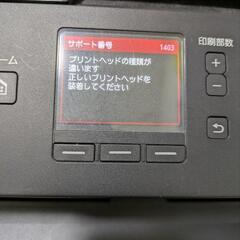 サポート番号 1403
プリントヘッドの種類が
違います
正しいプリントヘッドを
装着してください
印刷部数
ーム